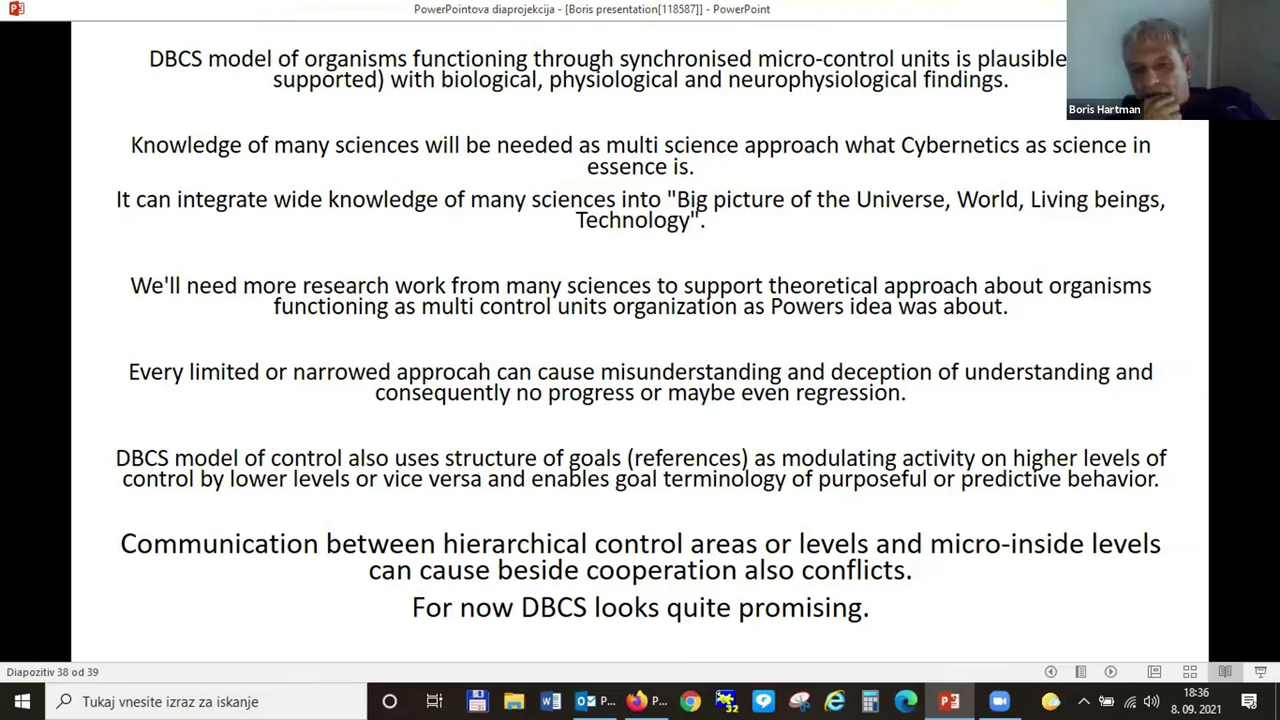 PowerPointova diaprojekcija - [Boris presentation[118587]] - PowerPoint
DBCS model of organisms functioning through synchronised micro-control units is plausible
supported) with biological, physiological and neurophysiological findings.
Boris Hartman
Knowledge of many sciences will be needed as multi science approach what Cybernetics as science in
essence is.
It can integrate wide knowledge of many sciences into "Big picture of the Universe, World, Living beings,
Technology".
We'll need more research work from many sciences to support theoretical approach about organisms
functioning as multi control units organization as Powers idea was about.
Every limited or narrowed approcah can cause misunderstanding and deception of understanding and
consequently no progress or maybe even regression.
DBCS model of control also uses structure of goals (references) as modulating activity on higher levels of
control by lower levels or vice versa and enables goal terminology of purposeful or predictive behavior.
Communication between hierarchical control areas or levels and micro-inside levels
can cause beside cooperation also conflicts.
For now DBCS looks quite promising.
Diapozitiv 38 od 39
Tukaj vnesite izraz za iskanje
P...
P...
32
18:36
8. 09. 2021